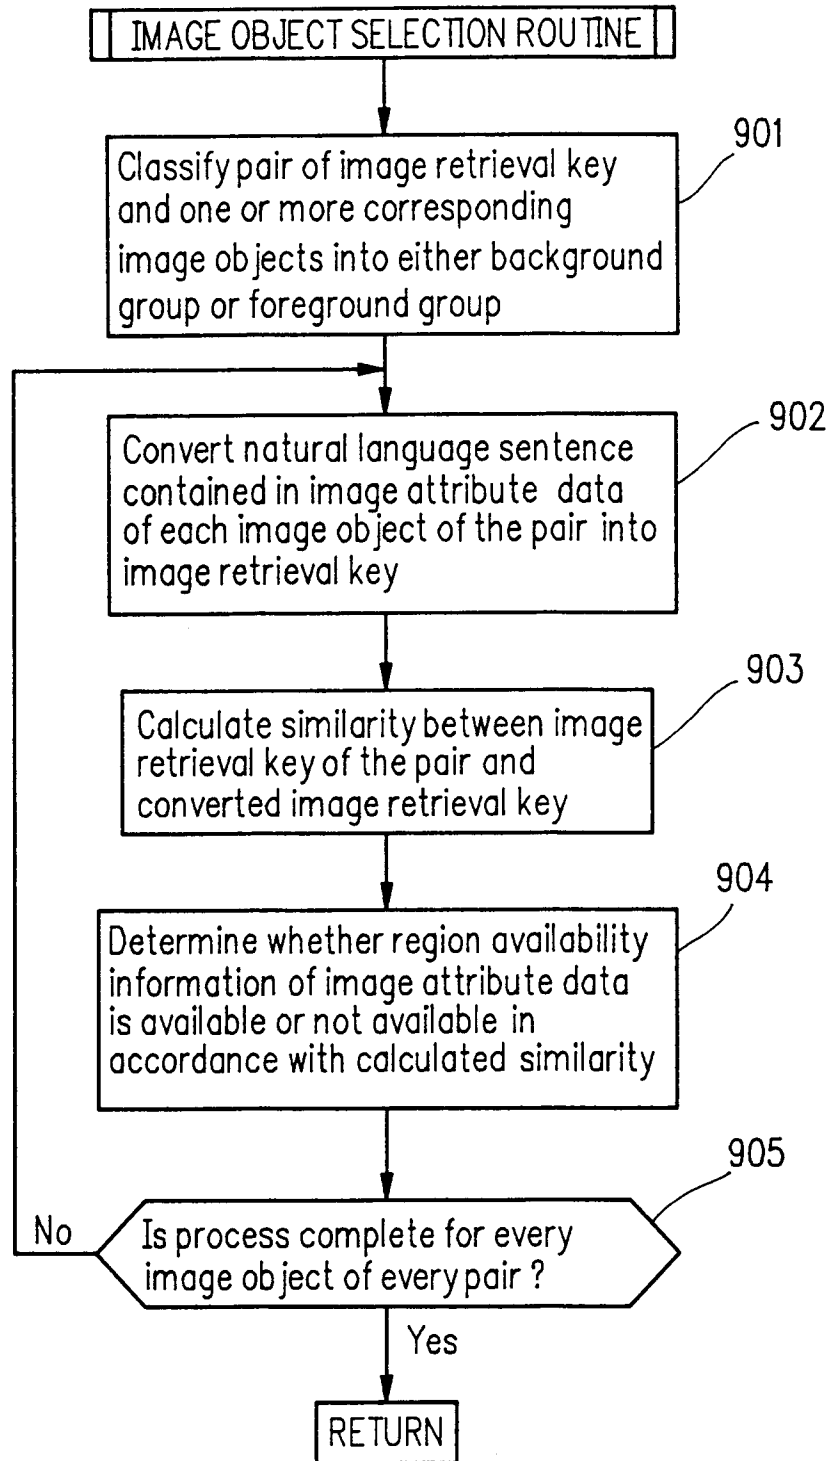 IMAGE OBJECT SELECTION ROUTINE
901
Classify pair of image retrieval key
and one or more corresponding
image objects into either background
group or foreground group
902
Convert natural language sentence
contained in image attribute data
of each image object of the pair into
image retrieval key
903
Calculate similarity between image
retrieval key of the pair and
converted image retrieval key
904
Determine whether region availability
information of image attribute data
is available or not available in
accordance with calculated similarity
905
No
Is process complete for every
image object of every pair ?
Yes
RETURN